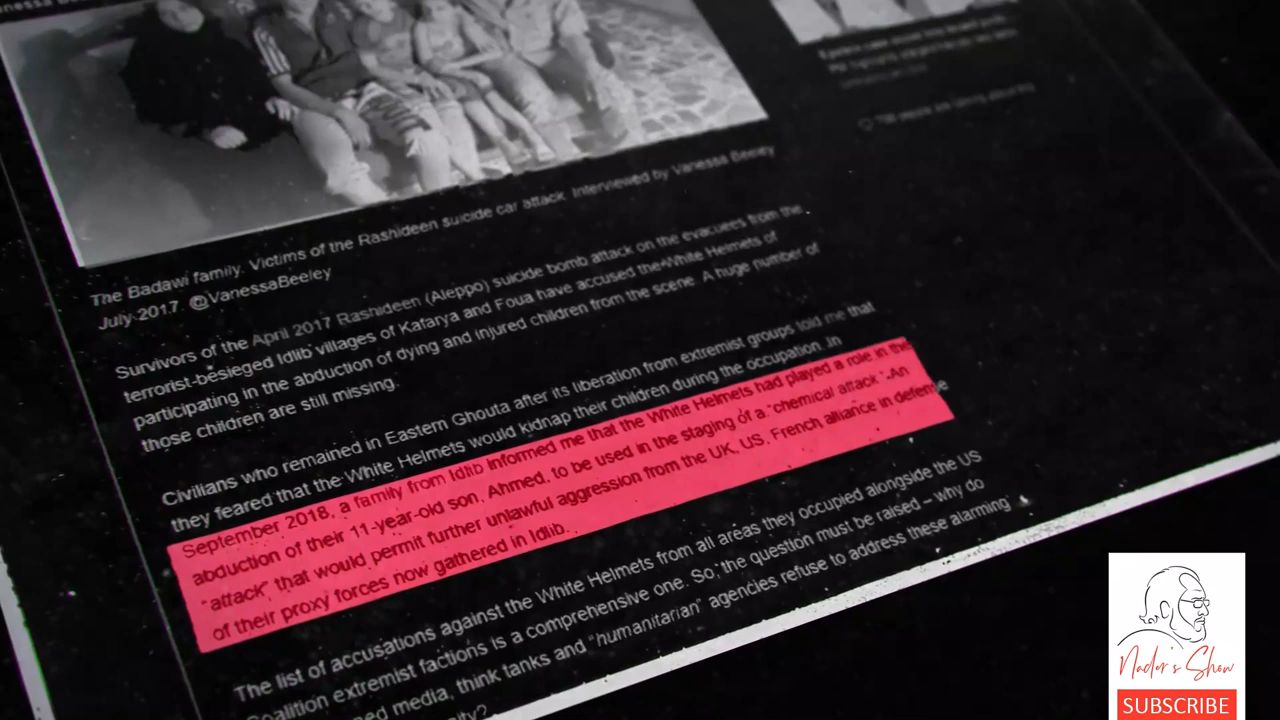 The Badawi family. Victims of the Rashideen suicide car attack. Interviewed by Vanessa Beeley
July 2017. @VanessaBeeley
Survivors of the April 2017 Rashideen (Aleppo) suicide bomb attack on the evacuees from the
terrorist-besieged Idlib villages of Kafarya and Foua have accused the White Helmets of
participating in the abduction of dying and injured children from the scene. A huge number of
those children are still missing.
Civilians who remained in Eastern Ghouta after its liberation from extremist groups told me that
they feared that the White Helmets would kidnap their children during the occupation. In
September 2018, a family from Idlib informed me that the White Helmets had played a role in the
abduction of their 11-year-old son, Ahmed, to be used in the staging of a "chemical attack". An
"attack", that would permit further unlawful aggression from the UK, US, French alliance in defense
of their proxy forces now gathered in Idlib.
The list of accusations against the White Helmets from all areas they occupied alongside the US
Coalition extremist factions is a comprehensive one. So, the question must be raised – why do
media, think tanks and "humanitarian" agencies refuse to address these alarming
Nader's Show
SUBSCRIBE